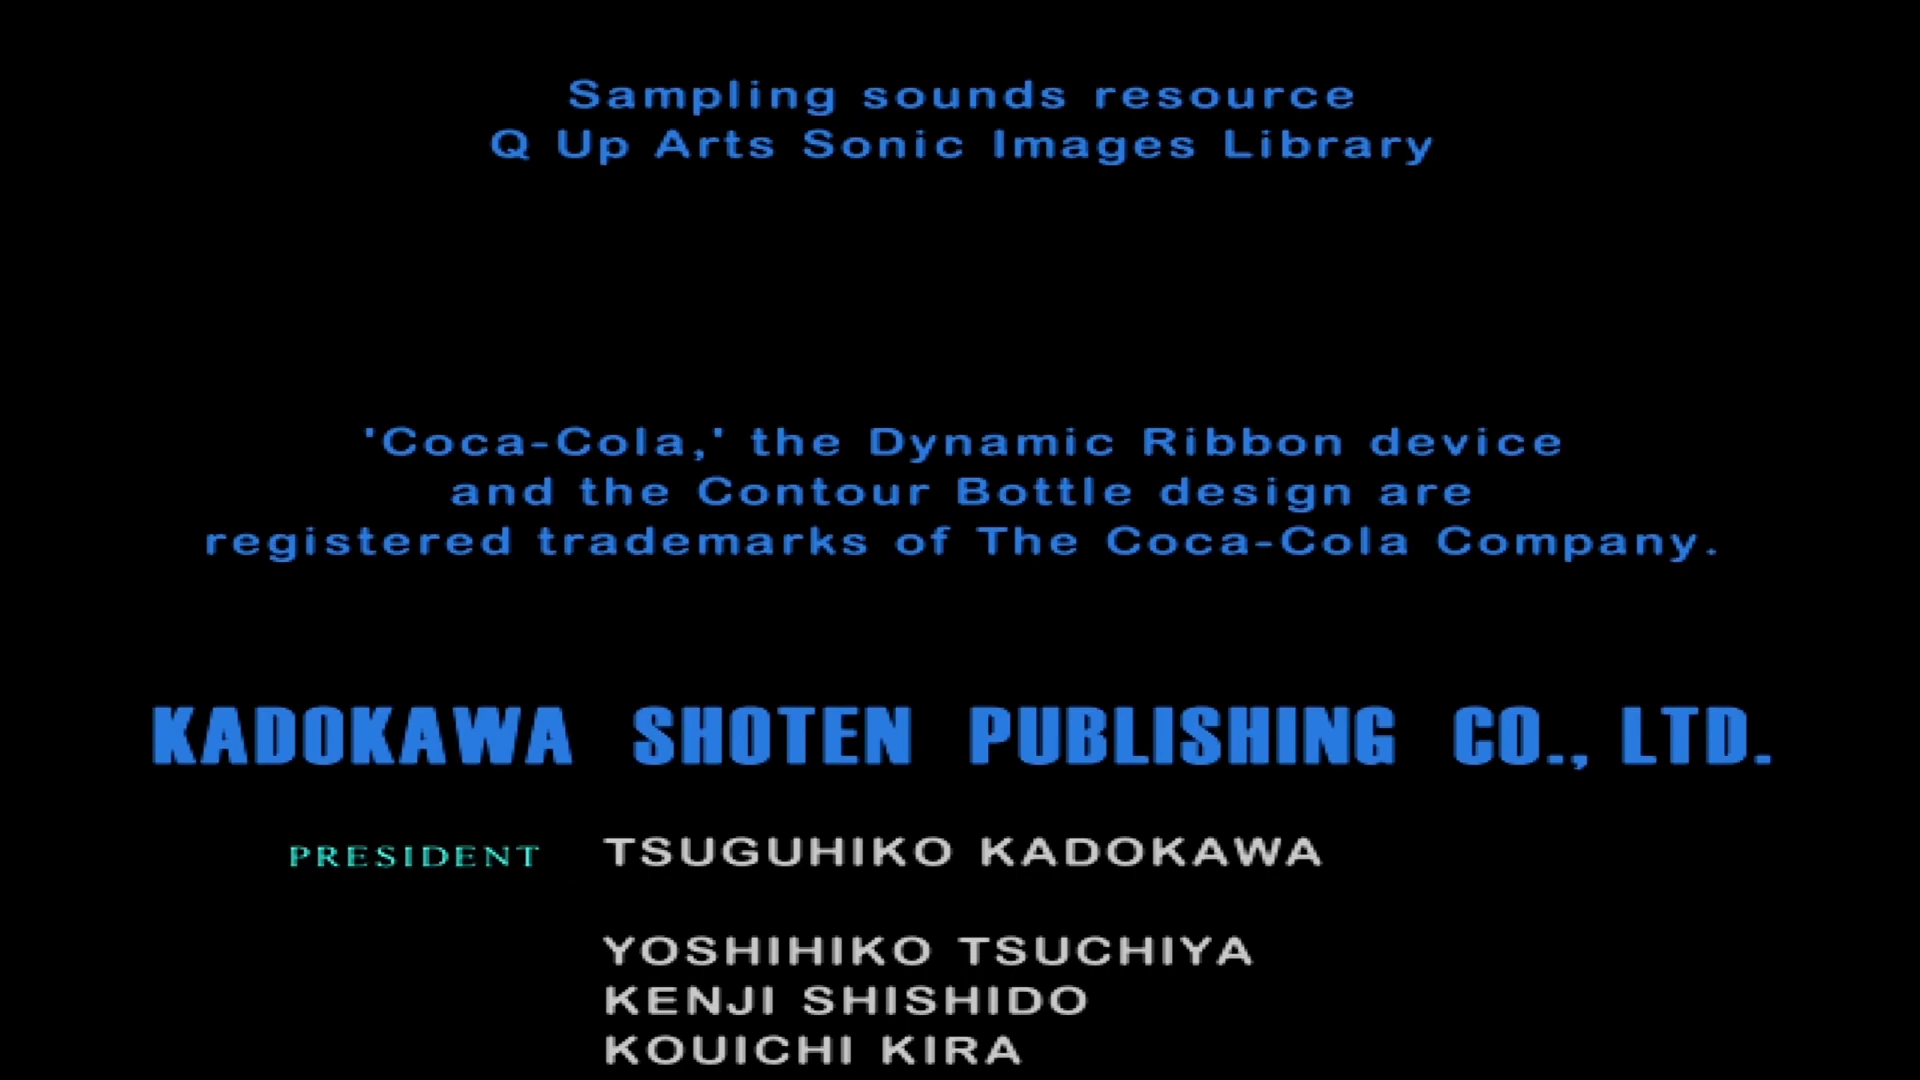 Sampling sounds resource
Q Up Arts Sonic Images Library
'Coca-Cola,' the Dynamic Ribbon device
and the Contour Bottle design are
registered trademarks of The Coca-Cola Company.
KADOKAWA SHOTEN PUBLISHING CO., LTD.
PRESIDENT TSUGUHIKO KADOKAWA
YOSHIHIKO TSUCHIYA
KENJI SHISHIDO
KOUICHI KIRA